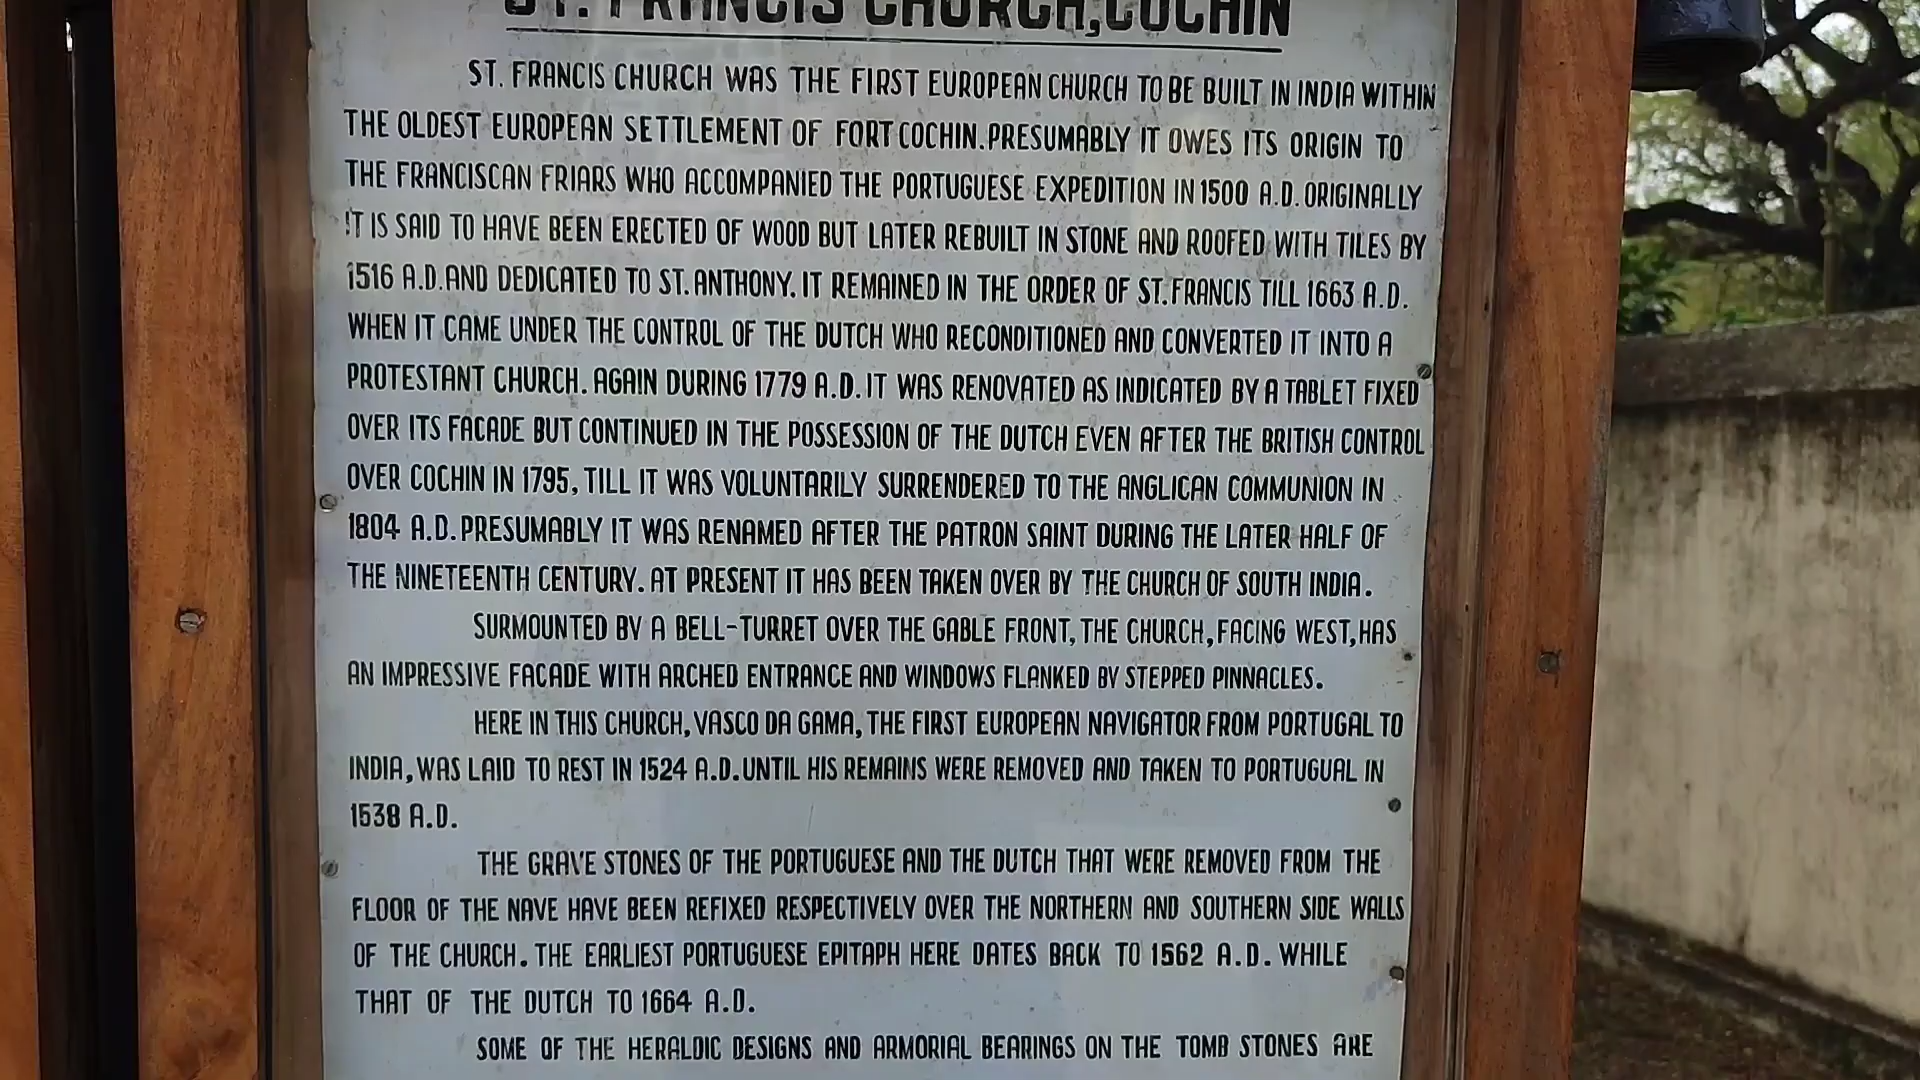 ST. FRANCIS CHURCH,COCHIN
ST. FRANCIS CHURCH WAS THE FIRST EUROPEAN CHURCH TO BE BUILT IN INDIA WITHIN
THE OLDEST EUROPEAN SETTLEMENT OF FORT COCHIN.PRESUMABLY IT OWES ITS ORIGIN TO
THE FRANCISCAN FRIARS WHO ACCOMPANIED THE PORTUGUESE EXPEDITION IN 1500 A.D.ORIGINALLY
IT IS SAID TO HAVE BEEN ERECTED OF WOOD BUT LATER REBUILT IN STONE AND ROOFED WITH TILES BY
1516 A.D.AND DEDICATED TO ST.ANTHONY.IT REMAINED IN THE ORDER OF ST.FRANCIS TILL 1663 A.D.
WHEN IT CAME UNDER THE CONTROL OF THE DUTCH WHO RECONDITIONED AND CONVERTED IT INTO A
PROTESTANT CHURCH. AGAIN DURING 1779 A.D.IT WAS RENOVATED AS INDICATED BY A TABLET FIXED
OVER ITS FACADE BUT CONTINUED IN THE POSSESSION OF THE DUTCH EVEN AFTER THE BRITISH CONTROL
OVER COCHIN IN 1795, TILL IT WAS VOLUNTARILY SURRENDERED TO THE ANGLICAN COMMUNION IN
1804 A.D.PRESUMABLY IT WAS RENAMED AFTER THE PATRON SAINT DURING THE LATER HALF OF
THE NINETEENTH CENTURY. AT PRESENT IT HAS BEEN TAKEN OVER BY THE CHURCH OF SOUTH INDIA.
SURMOUNTED BY A BELL-TURRET OVER THE GABLE FRONT,THE CHURCH,FACING WEST,HAS
AN IMPRESSIVE FACADE WITH ARCHED ENTRANCE AND WINDOWS FLANKED BY STEPPED PINNACLES.
HERE IN THIS CHURCH,VASCO DA GAMA,THE FIRST EUROPEAN NAVIGATOR FROM PORTUGAL TO
INDIA,WAS LAID TO REST IN 1524 A.D.UNTIL HIS REMAINS WERE REMOVED AND TAKEN TO PORTUGUAL IN
1538 A.D.
THE GRAVE STONES OF THE PORTUGUESE AND THE DUTCH THAT WERE REMOVED FROM THE
FLOOR OF THE NAVE HAVE BEEN REFIXED RESPECTIVELY OVER THE NORTHERN AND SOUTHERN SIDE WALLS
OF THE CHURCH. THE EARLIEST PORTUGUESE EPITAPH HERE DATES BACK TO 1562 A.D. WHILE
THAT OF THE DUTCH TO 1664 A.D.
SOME OF THE HERALDIC DESIGNS AND ARMORIAL BEARINGS ON THE TOMB STONES ARE